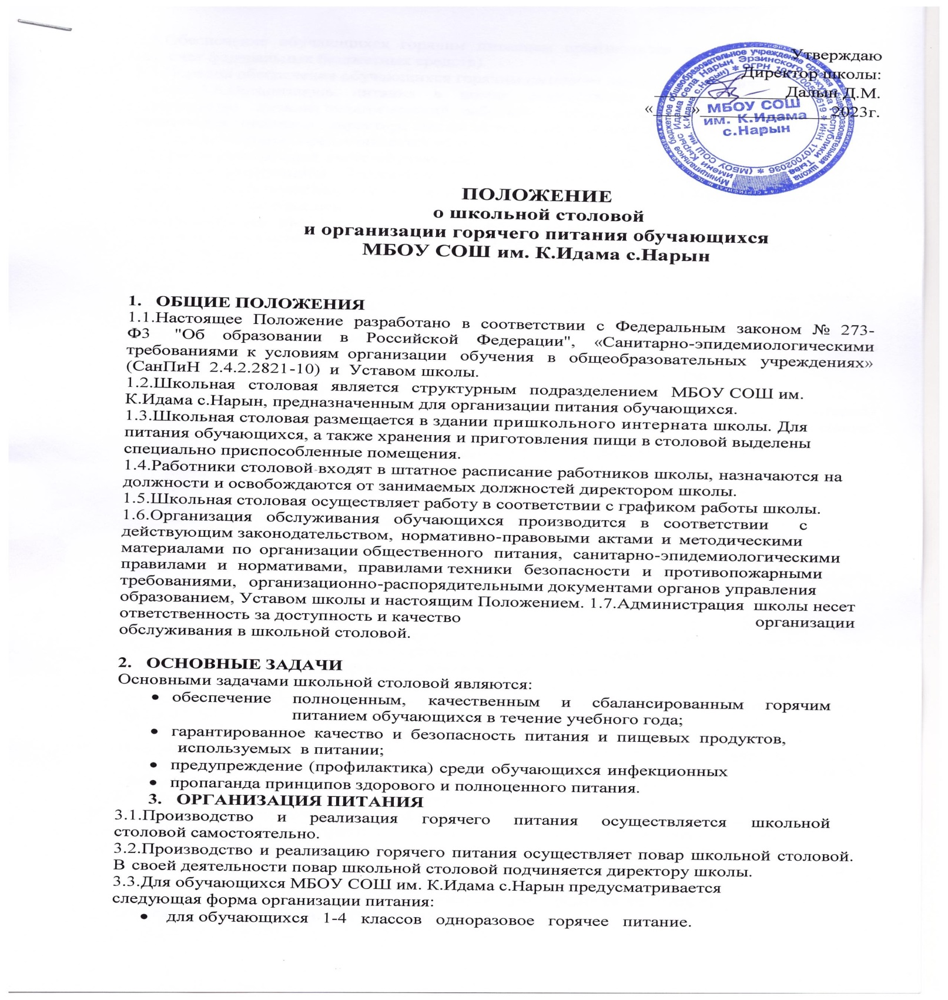 Утверждаю
Директор школы:
Далын Д.М.
«____»________________2023г.
МБОУ СОШ
им. К.Идама
с.Нарын
ПОЛОЖЕНИЕ
о школьной столовой
и организации горячего питания обучающихся
МБОУ СОШ им. К.Идама с.Нарын
1. ОБЩИЕ ПОЛОЖЕНИЯ
1.1.Настоящее Положение разработано в соответствии с Федеральным законом № 273-
ФЗ "Об образовании в Российской Федерации", «Санитарно-эпидемиологическими
требованиями к условиям организации обучения в общеобразовательных учреждениях»
(СанПиН 2.4.2.2821-10) и Уставом школы.
1.2.Школьная столовая является структурным подразделением МБОУ СОШ им.
К.Идама с.Нарын, предназначенным для организации питания обучающихся.
1.3.Школьная столовая размещается в здании пришкольного интерната школы. Для
питания обучающихся, а также хранения и приготовления пищи в столовой выделены
специально приспособленные помещения.
1.4.Работники столовой входят в штатное расписание работников школы, назначаются на
должности и освобождаются от занимаемых должностей директором школы.
1.5.Школьная столовая осуществляет работу в соответствии с графиком работы школы.
1.6.Организация обслуживания обучающихся производится в соответствии с
действующим законодательством, нормативно-правовыми актами и методическими
материалами по организации общественного питания, санитарно-эпидемиологическими
правилами и нормативами, правилами техники безопасности и противопожарными
требованиями, организационно-распорядительными документами органов управления
образованием, Уставом школы и настоящим Положением. 1.7.Администрация школы несет
ответственность за доступность и качество организации
обслуживания в школьной столовой.
2. ОСНОВНЫЕ ЗАДАЧИ
Основными задачами школьной столовой являются:
• обеспечение полноценным, качественным и сбалансированным горячим
питанием обучающихся в течение учебного года;
• гарантированное качество и безопасность питания и пищевых продуктов,
используемых в питании;
• предупреждение (профилактика) среди обучающихся инфекционных
• пропаганда принципов здорового и полноценного питания.
3. ОРГАНИЗАЦИЯ ПИТАНИЯ
3.1.Производство и реализация горячего питания осуществляется школьной
столовой самостоятельно.
3.2.Производство и реализацию горячего питания осуществляет повар школьной столовой.
В своей деятельности повар школьной столовой подчиняется директору школы.
3.3.Для обучающихся МБОУ СОШ им. К.Идама с.Нарын предусматривается
следующая форма организации питания:
• для обучающихся 1-4 классов одноразовое горячее питание.